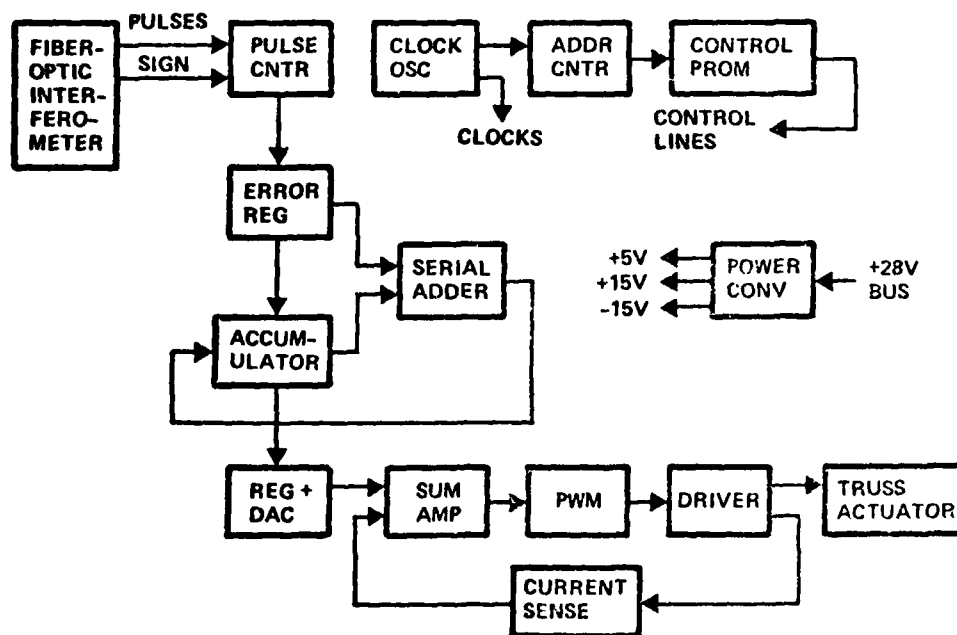 PULSES
SIGN
FIBER-
OPTIC
INTER-
FERO-
METER
PULSE
CNTR
CLOCK
OSC
ADDR
CNTR
CONTROL
PROM
CLOCKS
CONTROL
LINES
ERROR
REG
SERIAL
ADDER
+5V
+15V
-15V
POWER
CONV
+28V
BUS
ACCUM-
ULATOR
REG +
DAC
SUM
AMP
PWM
DRIVER
TRUSS
ACTUATOR
CURRENT
SENSE